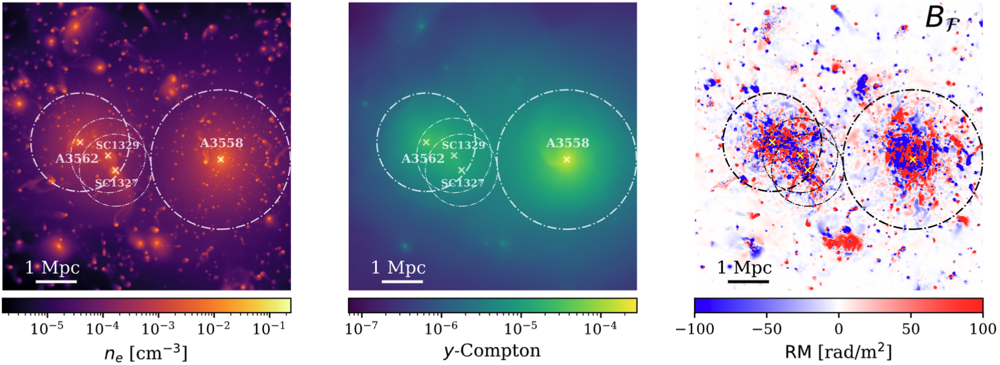 A3558
SC1329
A3562
SC1327
1 Mpc
10⁻⁵ 10⁻⁴ 10⁻³ 10⁻² 10⁻¹
nₑ [cm⁻³]
A3558
SC1329
A3562
SC1327
1 Mpc
10⁻⁷ 10⁻⁶ 10⁻⁵ 10⁻⁴
y-Compton
B_ℱ
1 Mpc
−100 −50 0 50 100
RM [rad/m²]